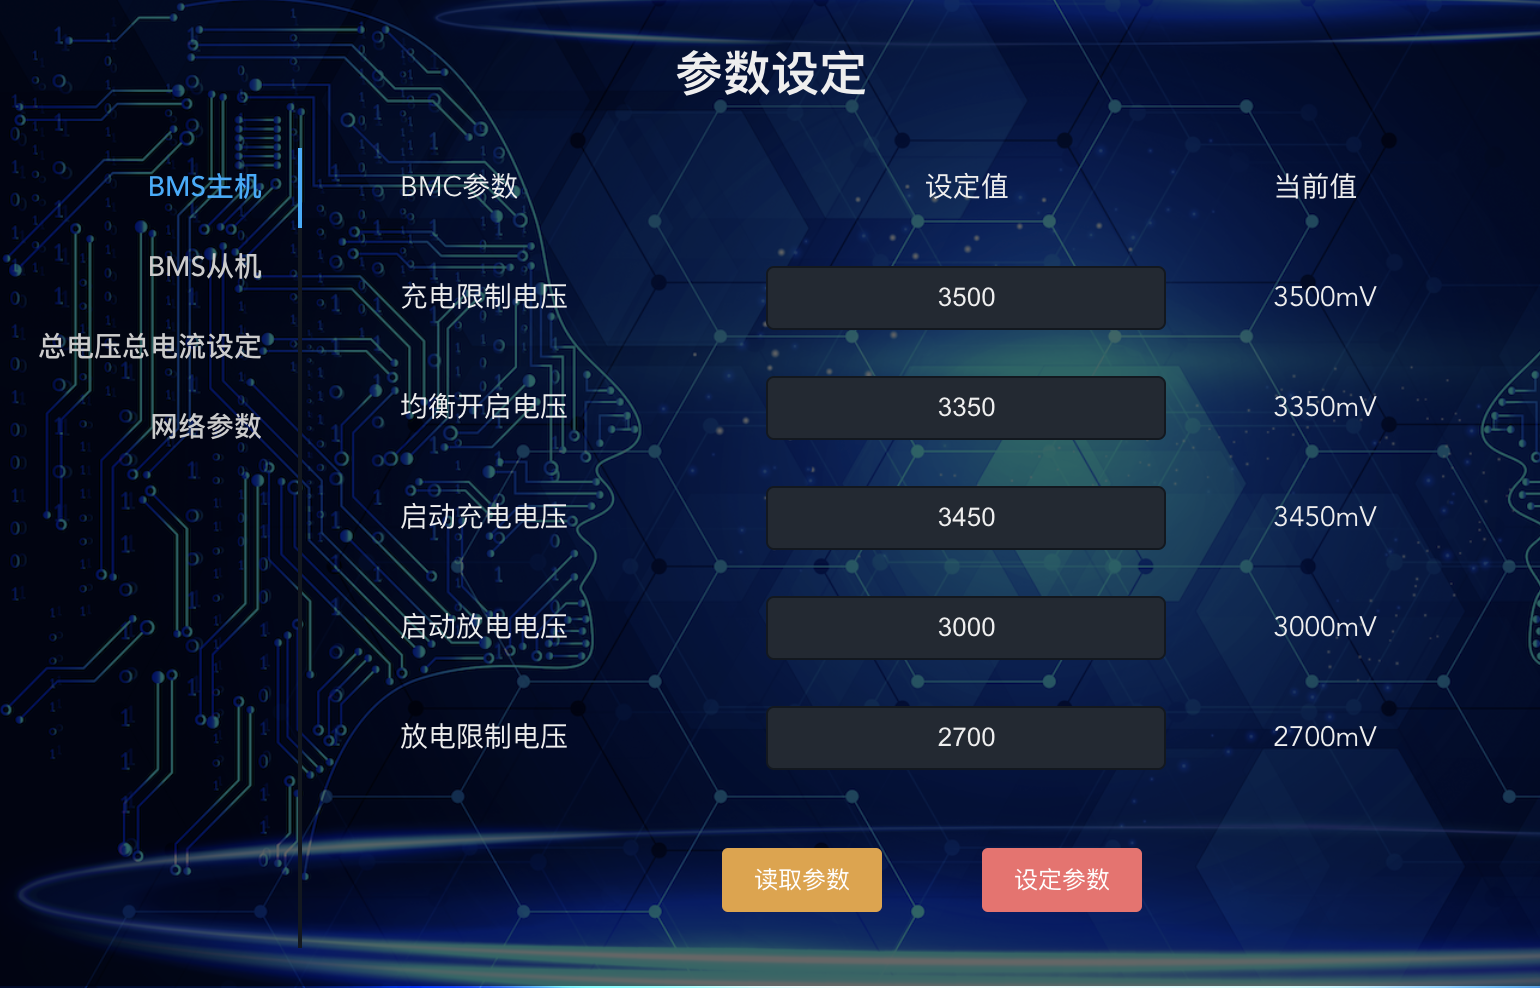 参数设定
BMS主机
BMS从机
总电压总电流设定
网络参数
BMC参数 设定值 当前值
充电限制电压 3500 3500mV
均衡开启电压 3350 3350mV
启动充电电压 3450 3450mV
启动放电电压 3000 3000mV
放电限制电压 2700 2700mV
读取参数 设定参数